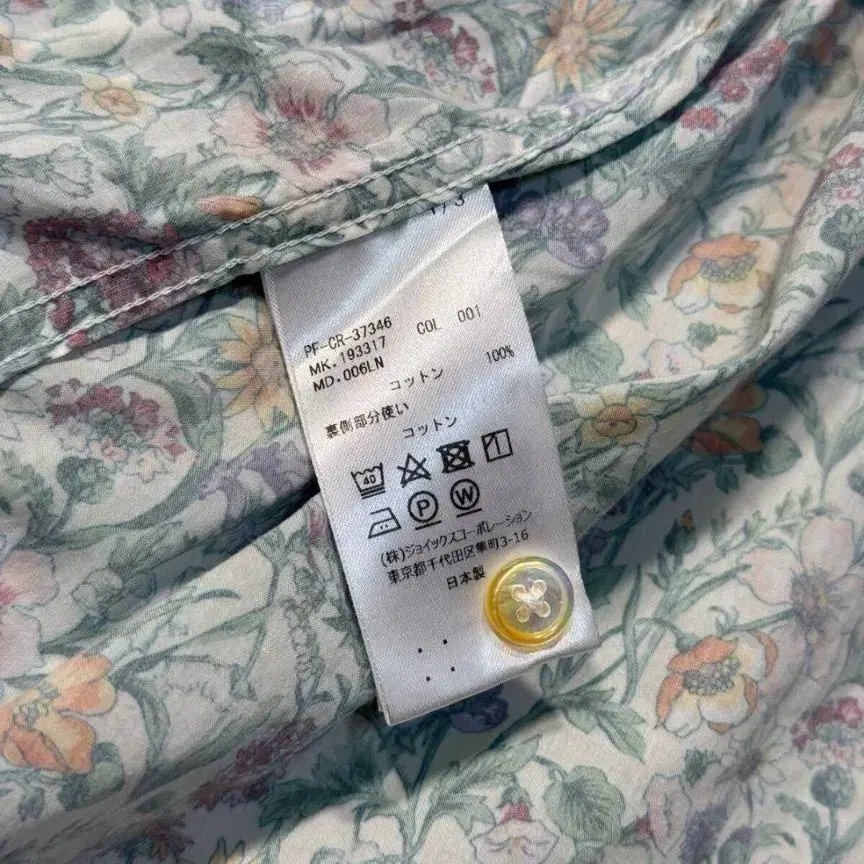 PF-CR-37346 COL 001
MK.193317
MD.006LN
コットン 100%
裏側部分使い
コットン
40
P W
(株)ジョイックスコーポレーション
東京都千代田区隼町3-16
日本製